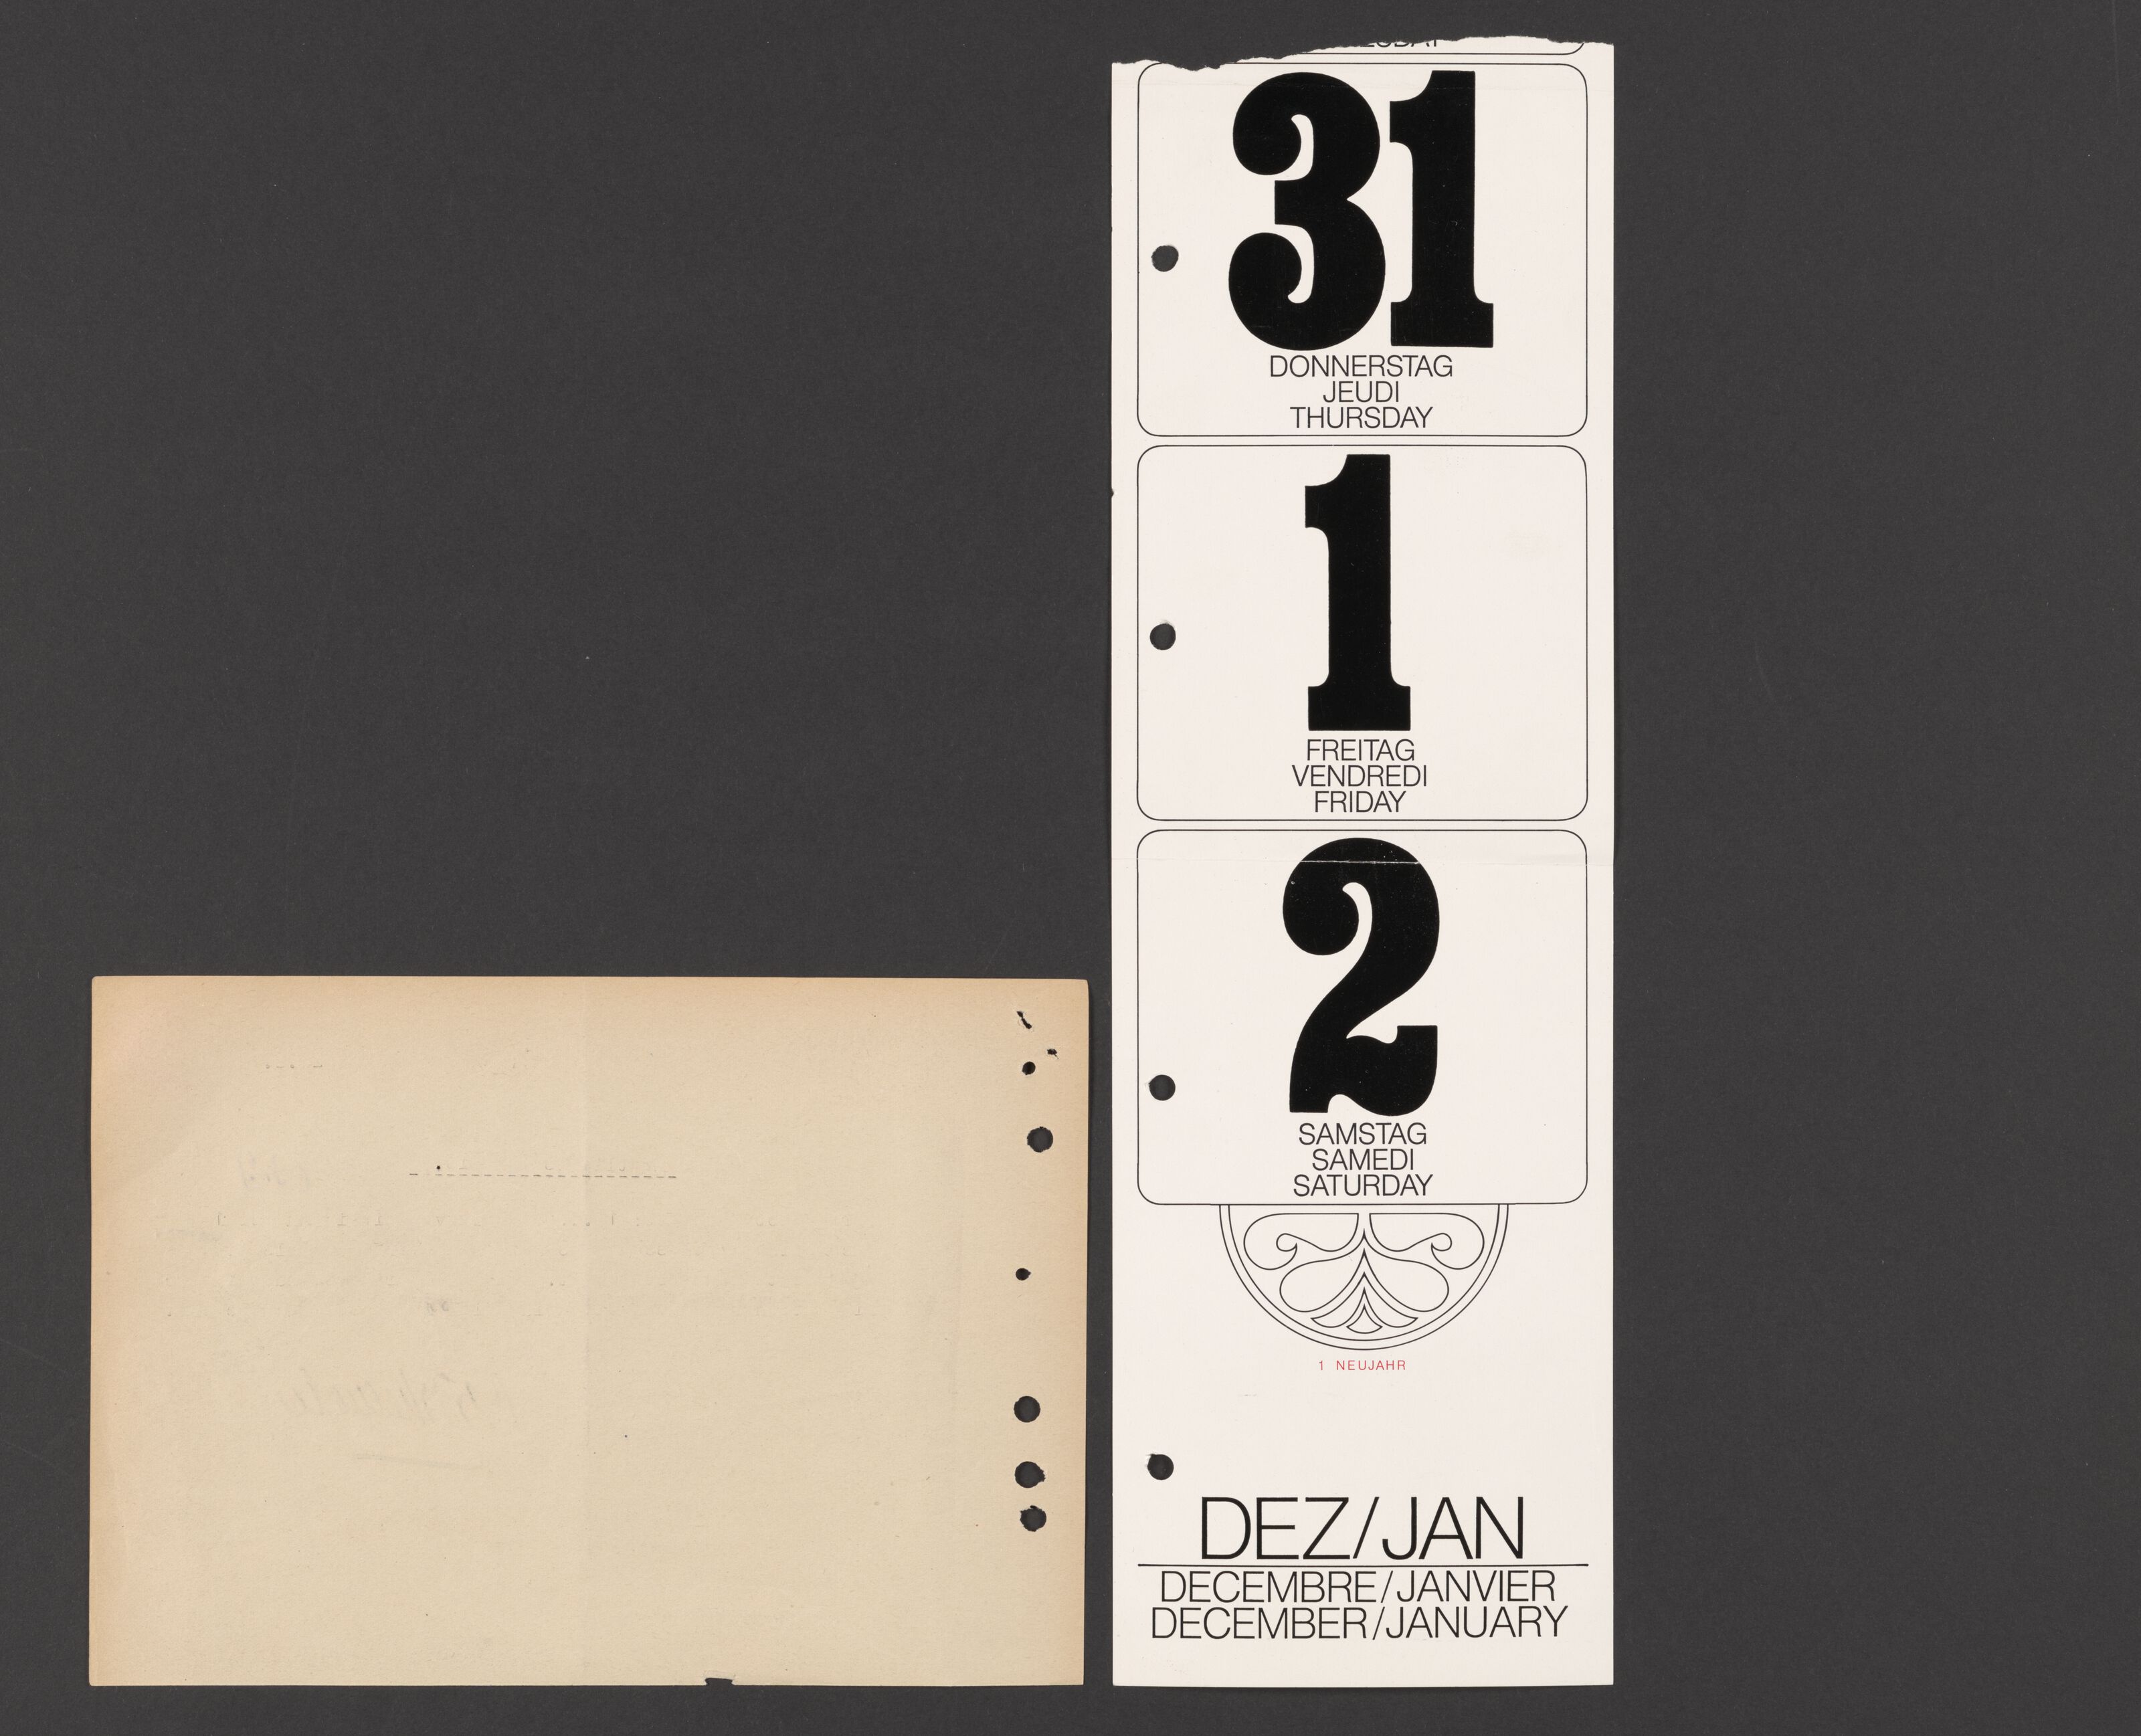 31
DONNERSTAG
JEUDI
THURSDAY
1
FREITAG
VENDREDI
FRIDAY
2
SAMSTAG
SAMEDI
SATURDAY
1 NEUJAHR
DEZ/JAN
DECEMBRE/JANVIER
DECEMBER/JANUARY